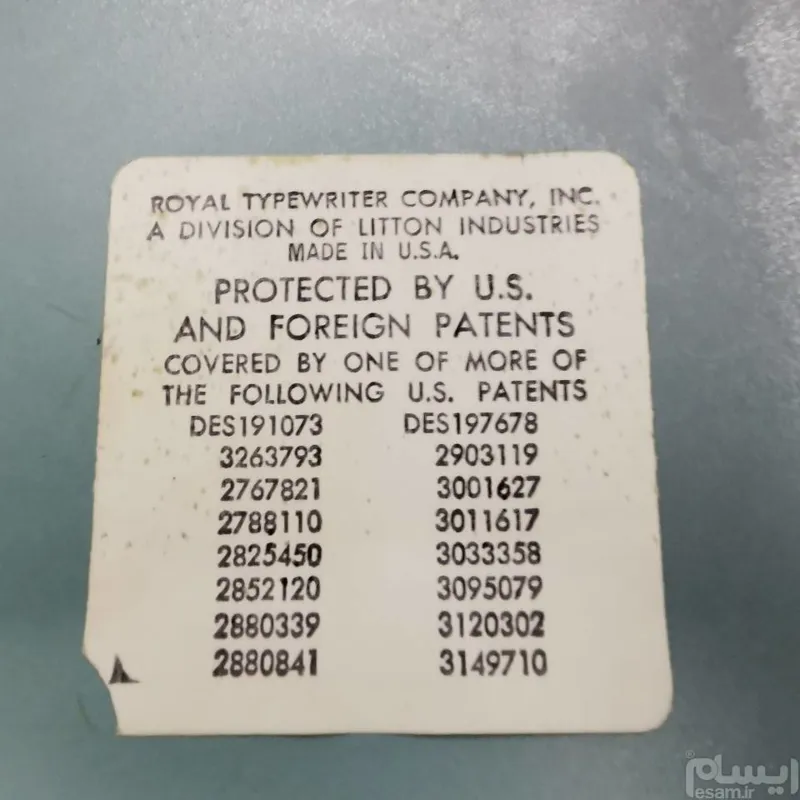 ROYAL TYPEWRITER COMPANY, INC.
A DIVISION OF LITTON INDUSTRIES
MADE IN U.S.A.
PROTECTED BY U.S.
AND FOREIGN PATENTS
COVERED BY ONE OF MORE OF
THE FOLLOWING U.S. PATENTS
DES191073 DES197678
3263793 2903119
2767821 3001627
2788110 3011617
2825450 3033358
2852120 3095079
2880339 3120302
2880841 3149710
ایسام
esam.ir